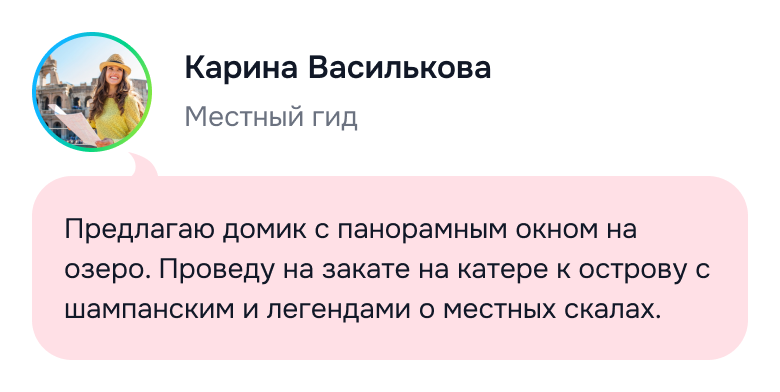 Карина Василькова
Местный гид
Предлагаю домик с панорамным окном на
озеро. Проведу на закате на катере к острову с
шампанским и легендами о местных скалах.